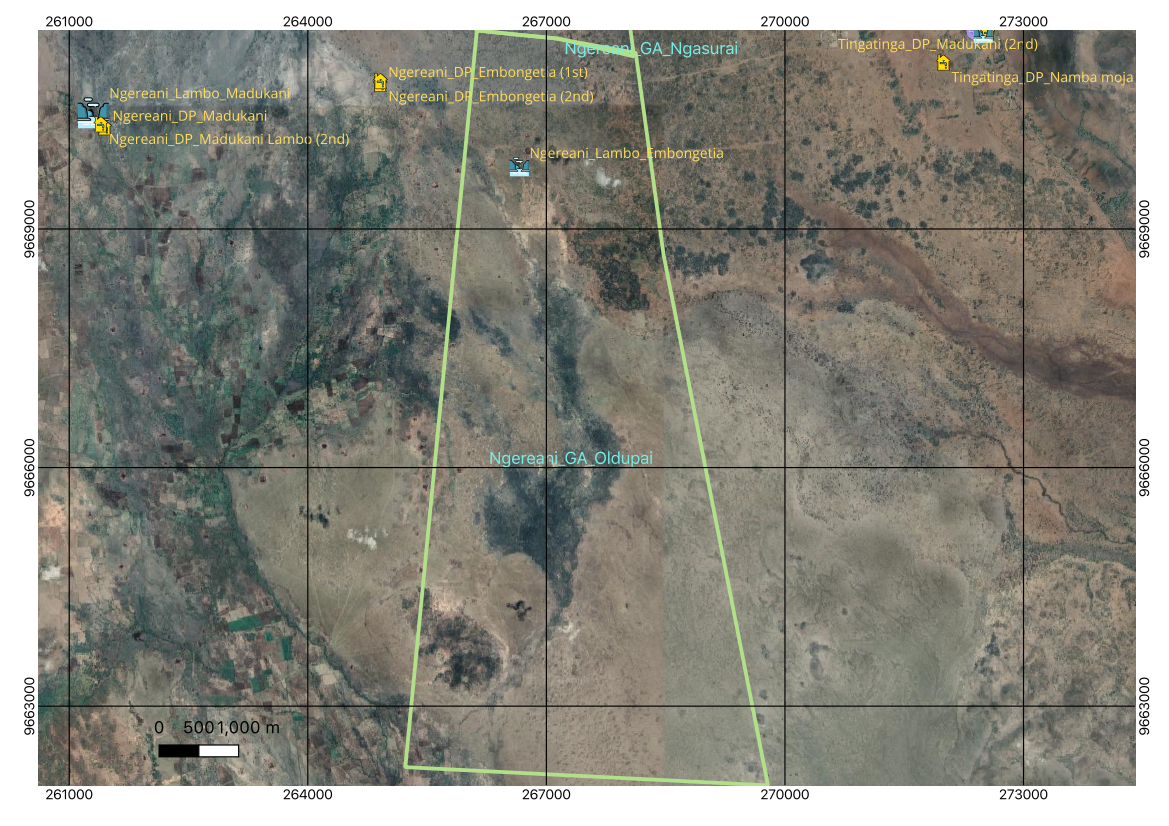 261000 264000 267000 270000 273000
Ngereani_GA_Ngasurai
Tingatinga_DP_Madukani (2nd)
Ngereani_DP_Embongetia (1st)
Tingatinga_DP_Namba moja
Ngereani_Lambo_Madukani
Ngereani_DP_Embongetia (2nd)
Ngereani_DP_Madukani
Ngereani_DP_Madukani Lambo (2nd)
Ngereani_Lambo_Embongetia
9669000 9669000
Ngereani_GA_Oldupai
9666000 9666000
9663000 9663000
0 500 1,000 m
261000 264000 267000 270000 273000